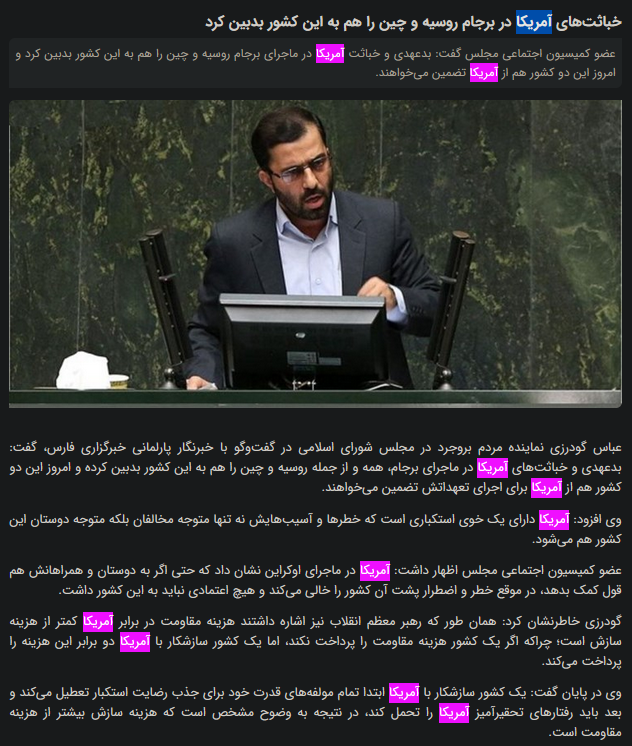 خباثت‌های آمریکا در برجام روسیه و چین را هم به این کشور بدبین کرد
عضو کمیسیون اجتماعی مجلس گفت: بدعهدی و خباثت آمریکا در ماجرای برجام روسیه و چین را هم به این کشور بدبین کرد و
امروز این دو کشور هم از آمریکا تضمین می‌خواهند.
عباس گودرزی نماینده مردم بروجرد در مجلس شورای اسلامی در گفت‌وگو با خبرنگار پارلمانی خبرگزاری فارس، گفت:
بدعهدی و خباثت‌های آمریکا در ماجرای برجام، همه و از جمله روسیه و چین را هم به این کشور بدبین کرده و امروز این دو
کشور هم از آمریکا برای اجرای تعهداتش تضمین می‌خواهند.
وی افزود: آمریکا دارای یک خوی استکباری است که خطرها و آسیب‌هایش نه تنها متوجه مخالفان بلکه متوجه دوستان این
کشور هم می‌شود.
عضو کمیسیون اجتماعی مجلس اظهار داشت: آمریکا در ماجرای اوکراین نشان داد که حتی اگر به دوستان و همراهانش هم
قول کمک بدهد، در موقع خطر و اضطرار پشت آن کشور را خالی می‌کند و هیچ اعتمادی نباید به این کشور داشت.
گودرزی خاطرنشان کرد: همان طور که رهبر معظم انقلاب نیز اشاره داشتند هزینه مقاومت در برابر آمریکا کمتر از هزینه
سازش است؛ چراکه اگر یک کشور هزینه مقاومت را پرداخت نکند، اما یک کشور سازشکار با آمریکا دو برابر این هزینه را
پرداخت می‌کند.
وی در پایان گفت: یک کشور سازشکار با آمریکا ابتدا تمام مولفه‌های قدرت خود برای جذب رضایت استکبار تعطیل می‌کند و
بعد باید رفتارهای تحقیرآمیز آمریکا را تحمل کند، در نتیجه به وضوح مشخص است که هزینه سازش بیشتر از هزینه
مقاومت است.